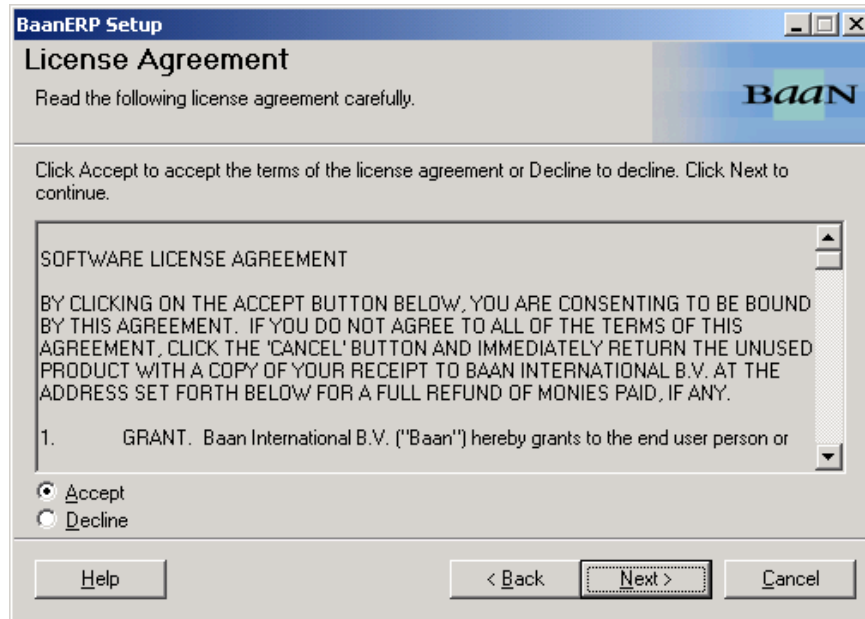 BaanERP Setup
License Agreement
Read the following license agreement carefully.
BaaN
Click Accept to accept the terms of the license agreement or Decline to decline. Click Next to
continue.
SOFTWARE LICENSE AGREEMENT
BY CLICKING ON THE ACCEPT BUTTON BELOW, YOU ARE CONSENTING TO BE BOUND
BY THIS AGREEMENT.  IF YOU DO NOT AGREE TO ALL OF THE TERMS OF THIS
AGREEMENT, CLICK THE 'CANCEL' BUTTON AND IMMEDIATELY RETURN THE UNUSED
PRODUCT WITH A COPY OF YOUR RECEIPT TO BAAN INTERNATIONAL B.V. AT THE
ADDRESS SET FORTH BELOW FOR A FULL REFUND OF MONIES PAID, IF ANY.
1. GRANT.  Baan International B.V. ("Baan") hereby grants to the end user person or
Accept
Decline
Help < Back Next > Cancel